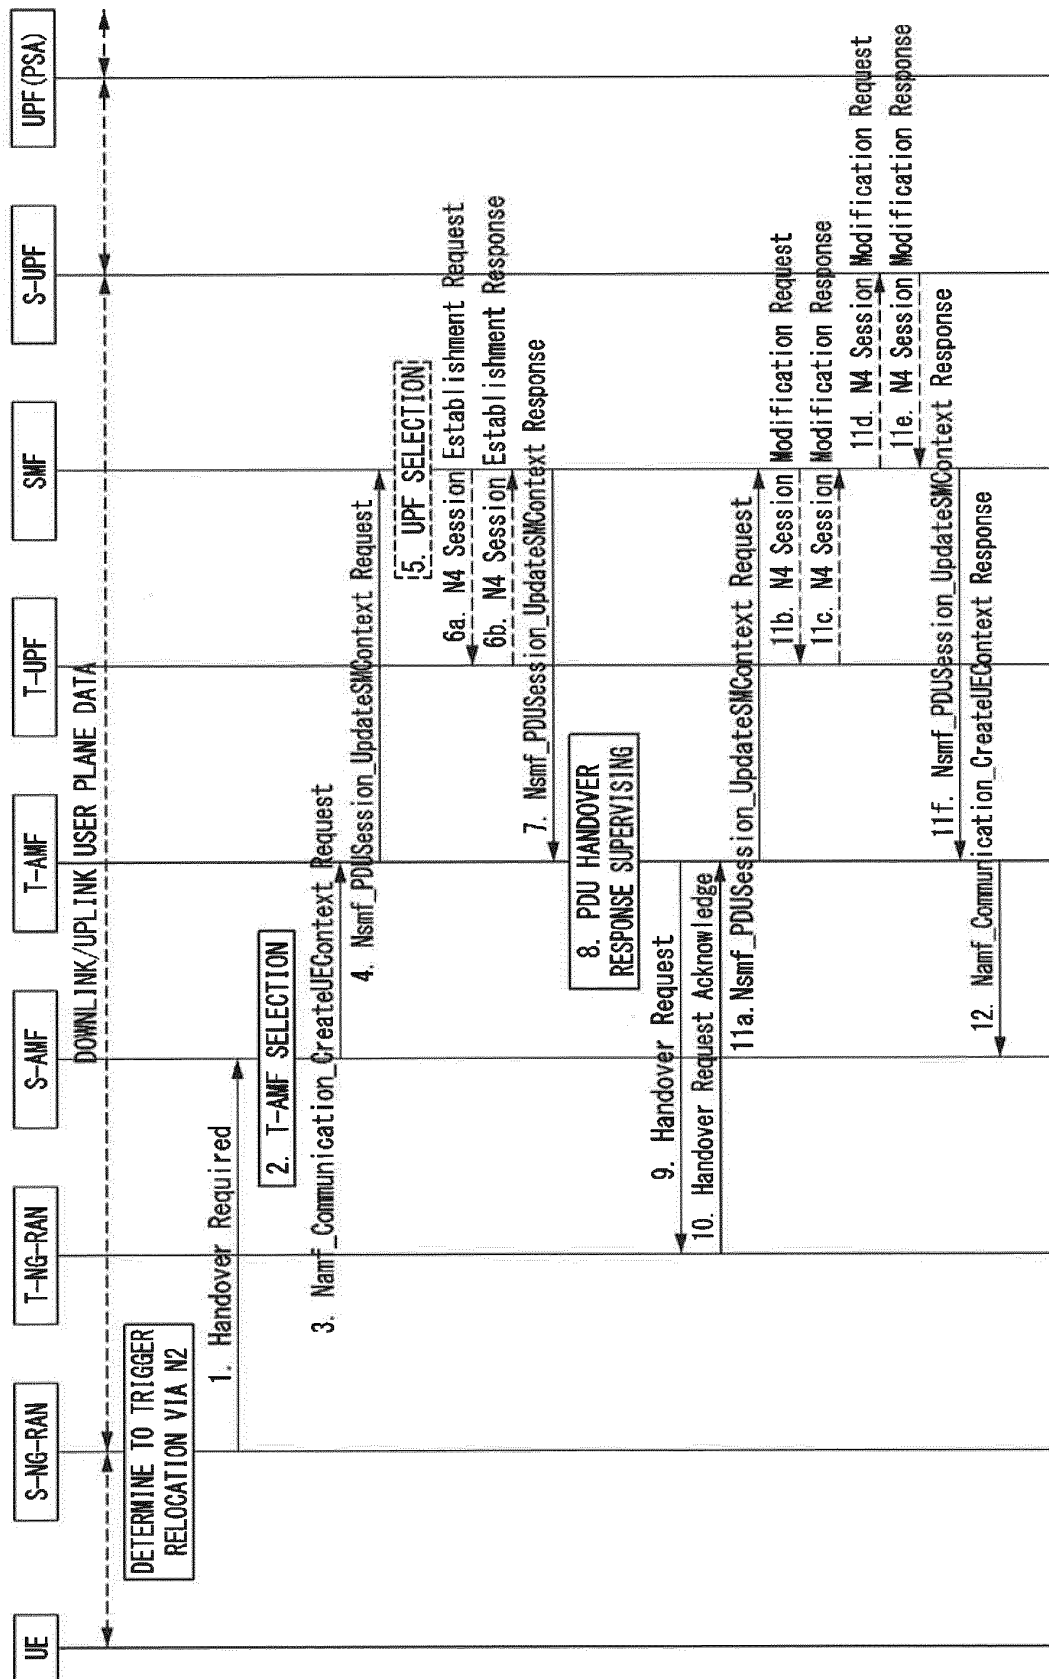 UE
S-NG-RAN
T-NG-RAN
S-AMF
T-AMF
T-UPF
SMF
S-UPF
UPF(PSA)
DOWNLINK/UPLINK USER PLANE DATA
DETERMINE TO TRIGGER
RELOCATION VIA N2
1. Handover Required
2. T-AMF SELECTION
3. Namf_Communication_CreateUEContext Request
4. Nsmf_PDUSession_UpdateSMContext Request
5. UPF SELECTION
6a. N4 Session Establishment Request
6b. N4 Session Establishment Response
7. Nsmf_PDUSession_UpdateSMContext Response
8. PDU HANDOVER
RESPONSE SUPERVISING
9. Handover Request
10. Handover Request Acknowledge
11a. Nsmf_PDUSession_UpdateSMContext Request
11b. N4 Session Modification Request
11c. N4 Session Modification Response
11d. N4 Session Modification Request
11e. N4 Session Modification Response
11f. Nsmf_PDUSession_UpdateSMContext Response
12. Namf_Communication_CreateUEContext Response